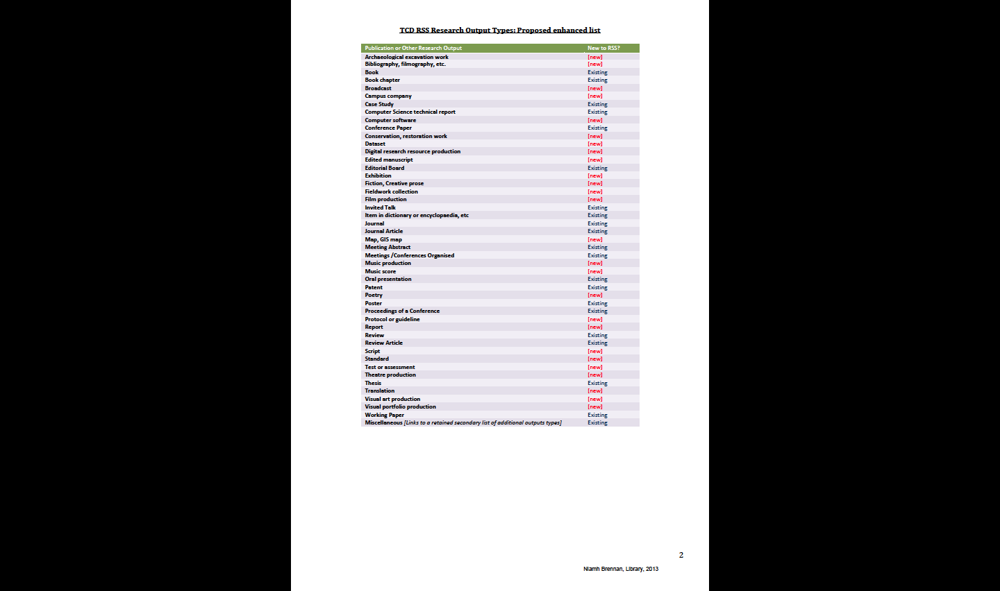 TCD RSS Research Output Types: Proposed enhanced list
Publication or Other Research Output New to RSS?
Archaeological excavation work [new]
Bibliography, filmography, etc. [new]
Book Existing
Book chapter Existing
Broadcast [new]
Campus company [new]
Case Study Existing
Computer Science technical report Existing
Computer software [new]
Conference Paper Existing
Conservation, restoration work [new]
Dataset [new]
Digital research resource production [new]
Edited manuscript [new]
Editorial Board Existing
Exhibition [new]
Fiction, Creative prose [new]
Fieldwork collection [new]
Film production [new]
Invited Talk Existing
Item in dictionary or encyclopaedia, etc Existing
Journal Existing
Journal Article Existing
Map, GIS map [new]
Meeting Abstract Existing
Meetings /Conferences Organised Existing
Music production [new]
Music score [new]
Oral presentation Existing
Patent Existing
Poetry [new]
Poster Existing
Proceedings of a Conference Existing
Protocol or guideline [new]
Report [new]
Review Existing
Review Article Existing
Script [new]
Standard [new]
Test or assessment [new]
Theatre production [new]
Thesis Existing
Translation [new]
Visual art production [new]
Visual portfolio production [new]
Working Paper Existing
Miscellaneous [Links to a retained secondary list of additional outputs types] Existing
2
Niamh Brennan, Library, 2013